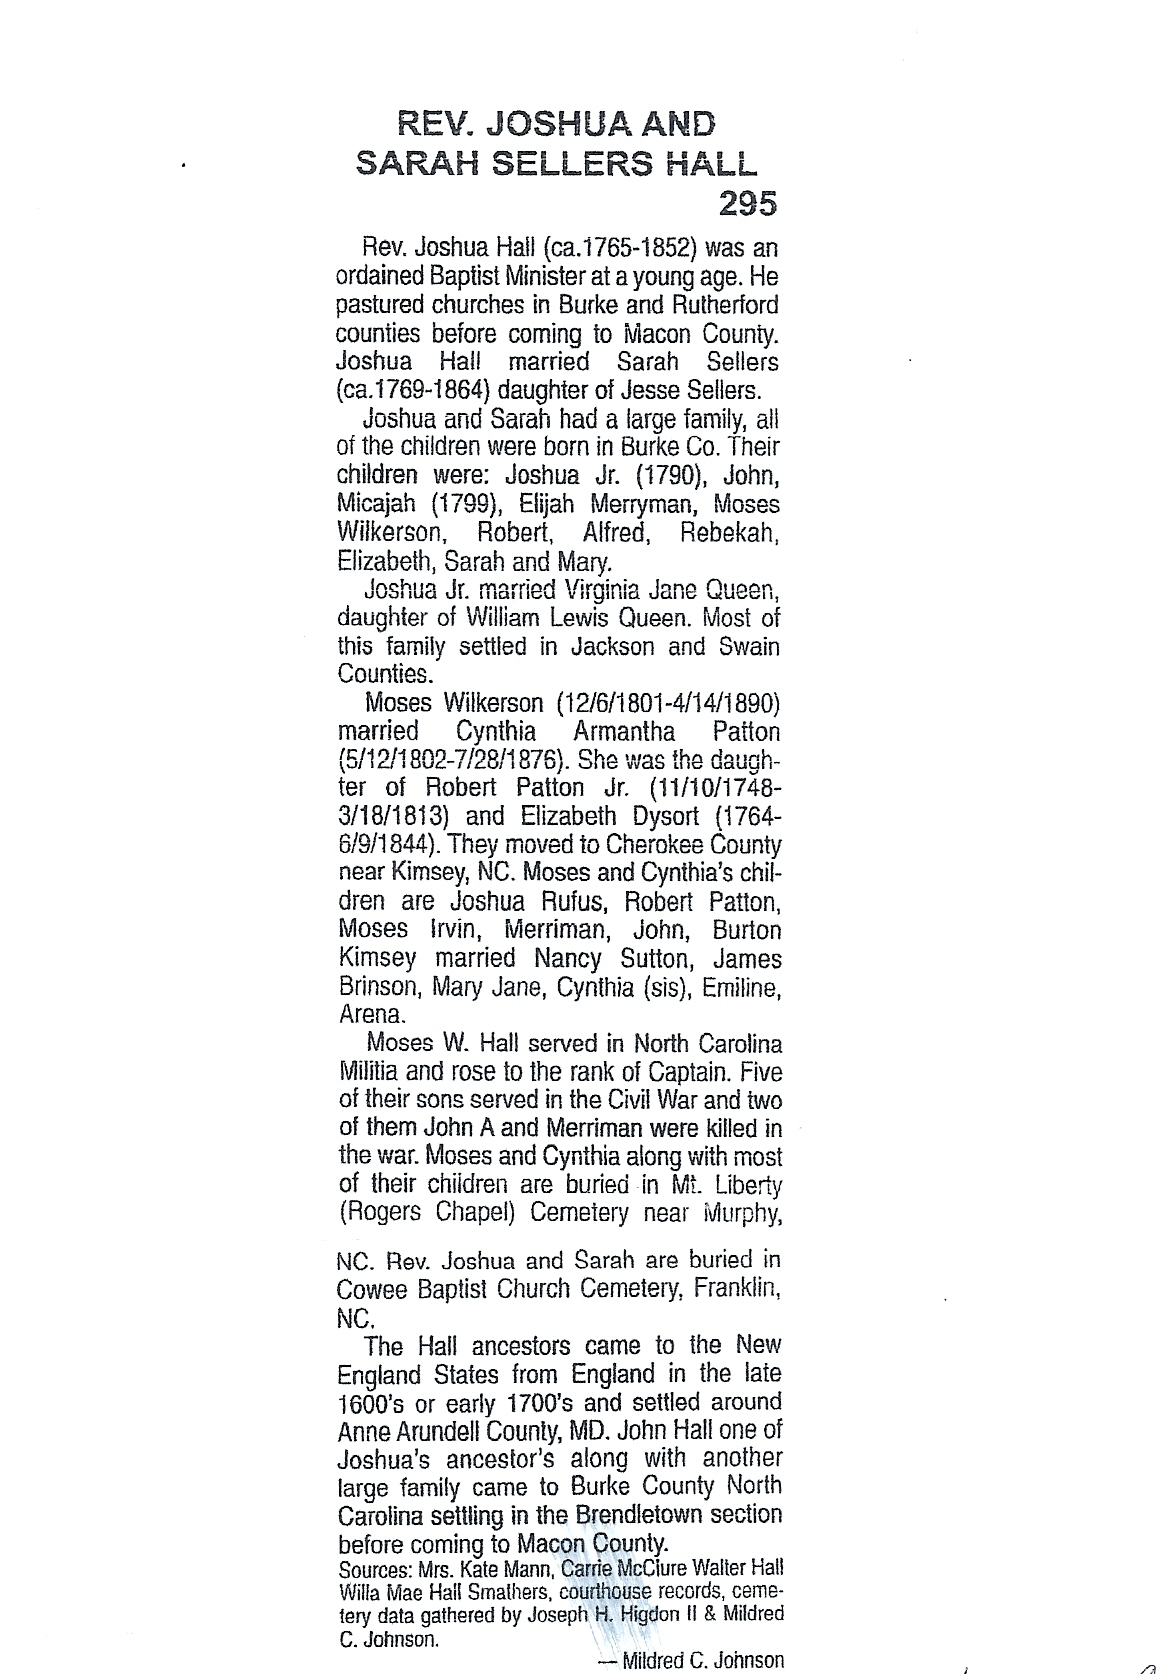 REV. JOSHUA AND
SARAH SELLERS HALL
295
Rev. Joshua Hall (ca.1765-1852) was an
ordained Baptist Minister at a young age. He
pastured churches in Burke and Rutherford
counties before coming to Macon County.
Joshua Hall married Sarah Sellers
(ca.1769-1864) daughter of Jesse Sellers.
Joshua and Sarah had a large family, all
of the children were born in Burke Co. Their
children were: Joshua Jr. (1790), John,
Micajah (1799), Elijah Merryman, Moses
Wilkerson, Robert, Alfred, Rebekah,
Elizabeth, Sarah and Mary.
Joshua Jr. married Virginia Jane Queen,
daughter of William Lewis Queen. Most of
this family settled in Jackson and Swain
Counties.
Moses Wilkerson (12/6/1801-4/14/1890)
married Cynthia Armantha Patton
(5/12/1802-7/28/1876). She was the daugh-
ter of Robert Patton Jr. (11/10/1748-
3/18/1813) and Elizabeth Dysort (1764-
6/9/1844). They moved to Cherokee County
near Kimsey, NC. Moses and Cynthia's chil-
dren are Joshua Rufus, Robert Patton,
Moses Irvin, Merriman, John, Burton
Kimsey married Nancy Sutton, James
Brinson, Mary Jane, Cynthia (sis), Emiline,
Arena.
Moses W. Hall served in North Carolina
Militia and rose to the rank of Captain. Five
of their sons served in the Civil War and two
of them John A and Merriman were killed in
the war. Moses and Cynthia along with most
of their children are buried in Mt. Liberty
(Rogers Chapel) Cemetery near Murphy,
NC. Rev. Joshua and Sarah are buried in
Cowee Baptist Church Cemetery, Franklin,
NC.
The Hall ancestors came to the New
England States from England in the late
1600's or early 1700's and settled around
Anne Arundell County, MD. John Hall one of
Joshua's ancestor's along with another
large family came to Burke County North
Carolina settling in the Brendletown section
before coming to Macon County.
Sources: Mrs. Kate Mann, Carrie McClure Walter Hall
Willa Mae Hall Smathers, courthouse records, ceme-
tery data gathered by Joseph H. Higdon II & Mildred
C. Johnson.
— Mildred C. Johnson